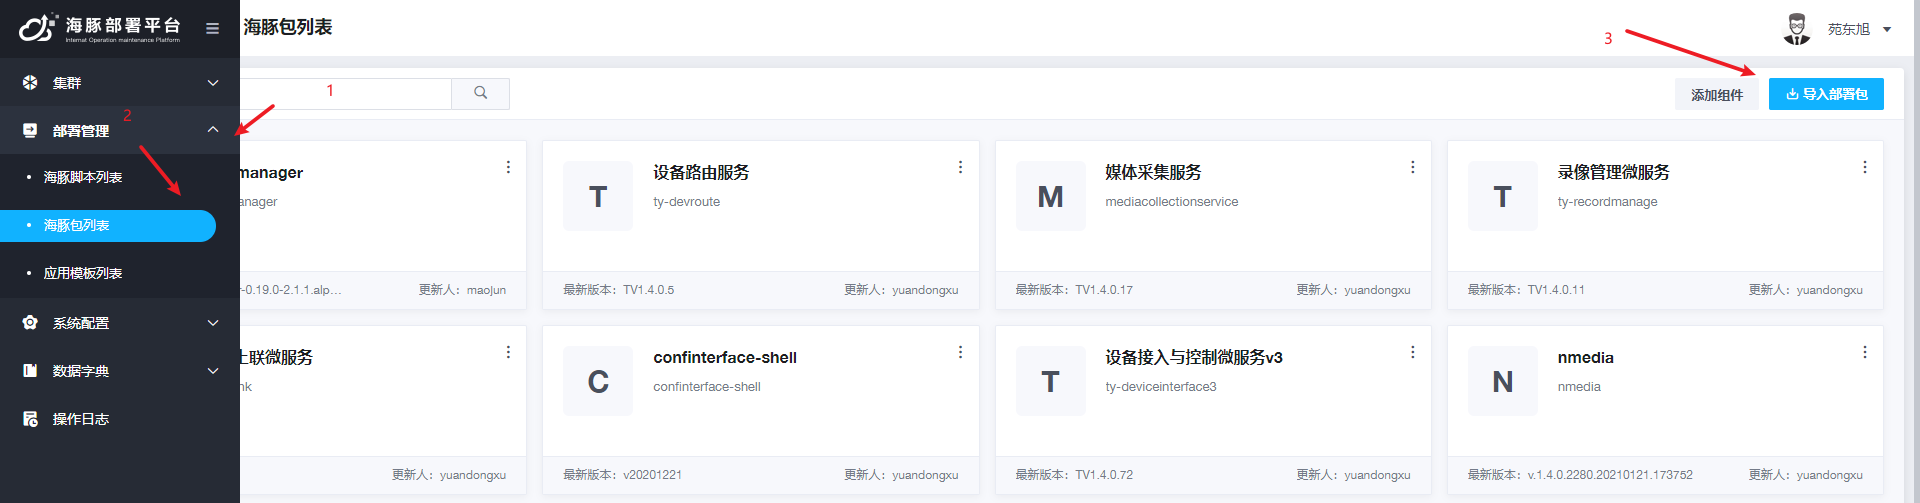 海豚部署平台
Internat Operation maintenance Platform
海豚包列表
苑东旭
3
集群
1
添加组件
导入部署包
部署管理
2
海豚脚本列表
海豚包列表
应用模板列表
系统配置
数据字典
操作日志
manager
anager
r-0.19.0-2.1.1.alp...
更新人：maojun
T
设备路由服务
ty-devroute
最新版本：TV1.4.0.5
更新人：yuandongxu
M
媒体采集服务
mediacollectionservice
最新版本：TV1.4.0.17
更新人：yuandongxu
T
录像管理微服务
ty-recordmanage
最新版本：TV1.4.0.11
更新人：yuandongxu
上联微服务
nk
更新人：yuandongxu
C
confinterface-shell
confinterface-shell
最新版本：v20201221
更新人：yuandongxu
T
设备接入与控制微服务v3
ty-deviceinterface3
最新版本：TV1.4.0.72
更新人：yuandongxu
N
nmedia
nmedia
最新版本：v.1.4.0.2280.20210121.173752
更新人：yuandongxu